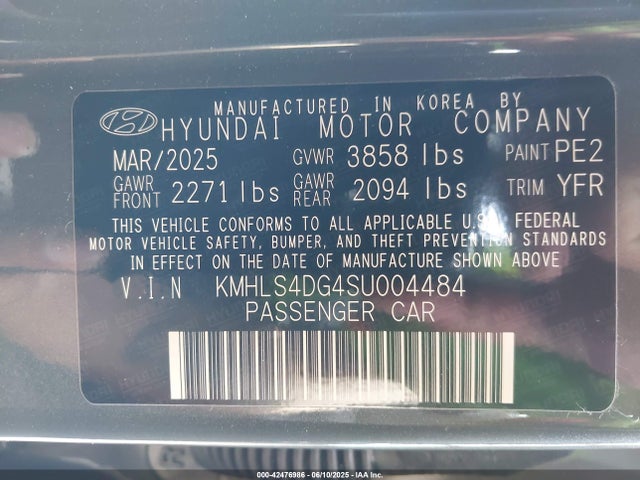 MANUFACTURED IN KOREA BY
HYUNDAI MOTOR COMPANY
MAR/2025 GVWR 3858 lbs PAINT PE2
GAWR FRONT 2271 lbs GAWR REAR 2094 lbs TRIM YFR
THIS VEHICLE CONFORMS TO ALL APPLICABLE U.S. FEDERAL
MOTOR VEHICLE SAFETY, BUMPER, AND THEFT PREVENTION STANDARDS
IN EFFECT ON THE DATE OF MANUFACTURE SHOWN ABOVE.
V.I.N KMHLS4DG4SU004484
PASSENGER CAR
000-42476986 - 06/10/2025 - IAA, Inc.